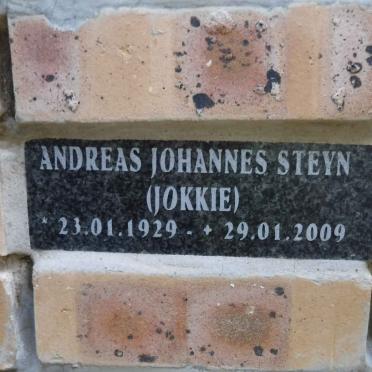 ANDREAS JOHANNES STEYN
(JOKKIE)
* 23.01.1929 - + 29.01.2009